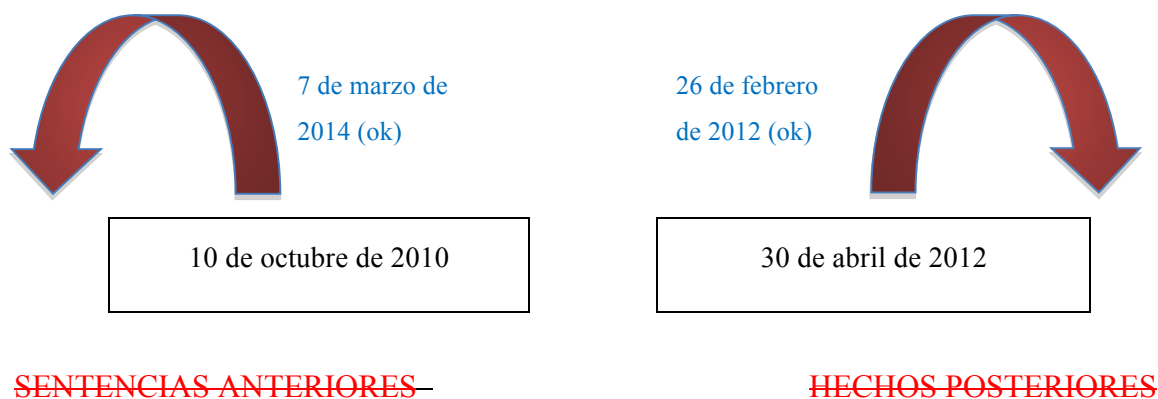 7 de marzo de
2014 (ok)
26 de febrero
de 2012 (ok)
10 de octubre de 2010
30 de abril de 2012
SENTENCIAS ANTERIORES
HECHOS POSTERIORES